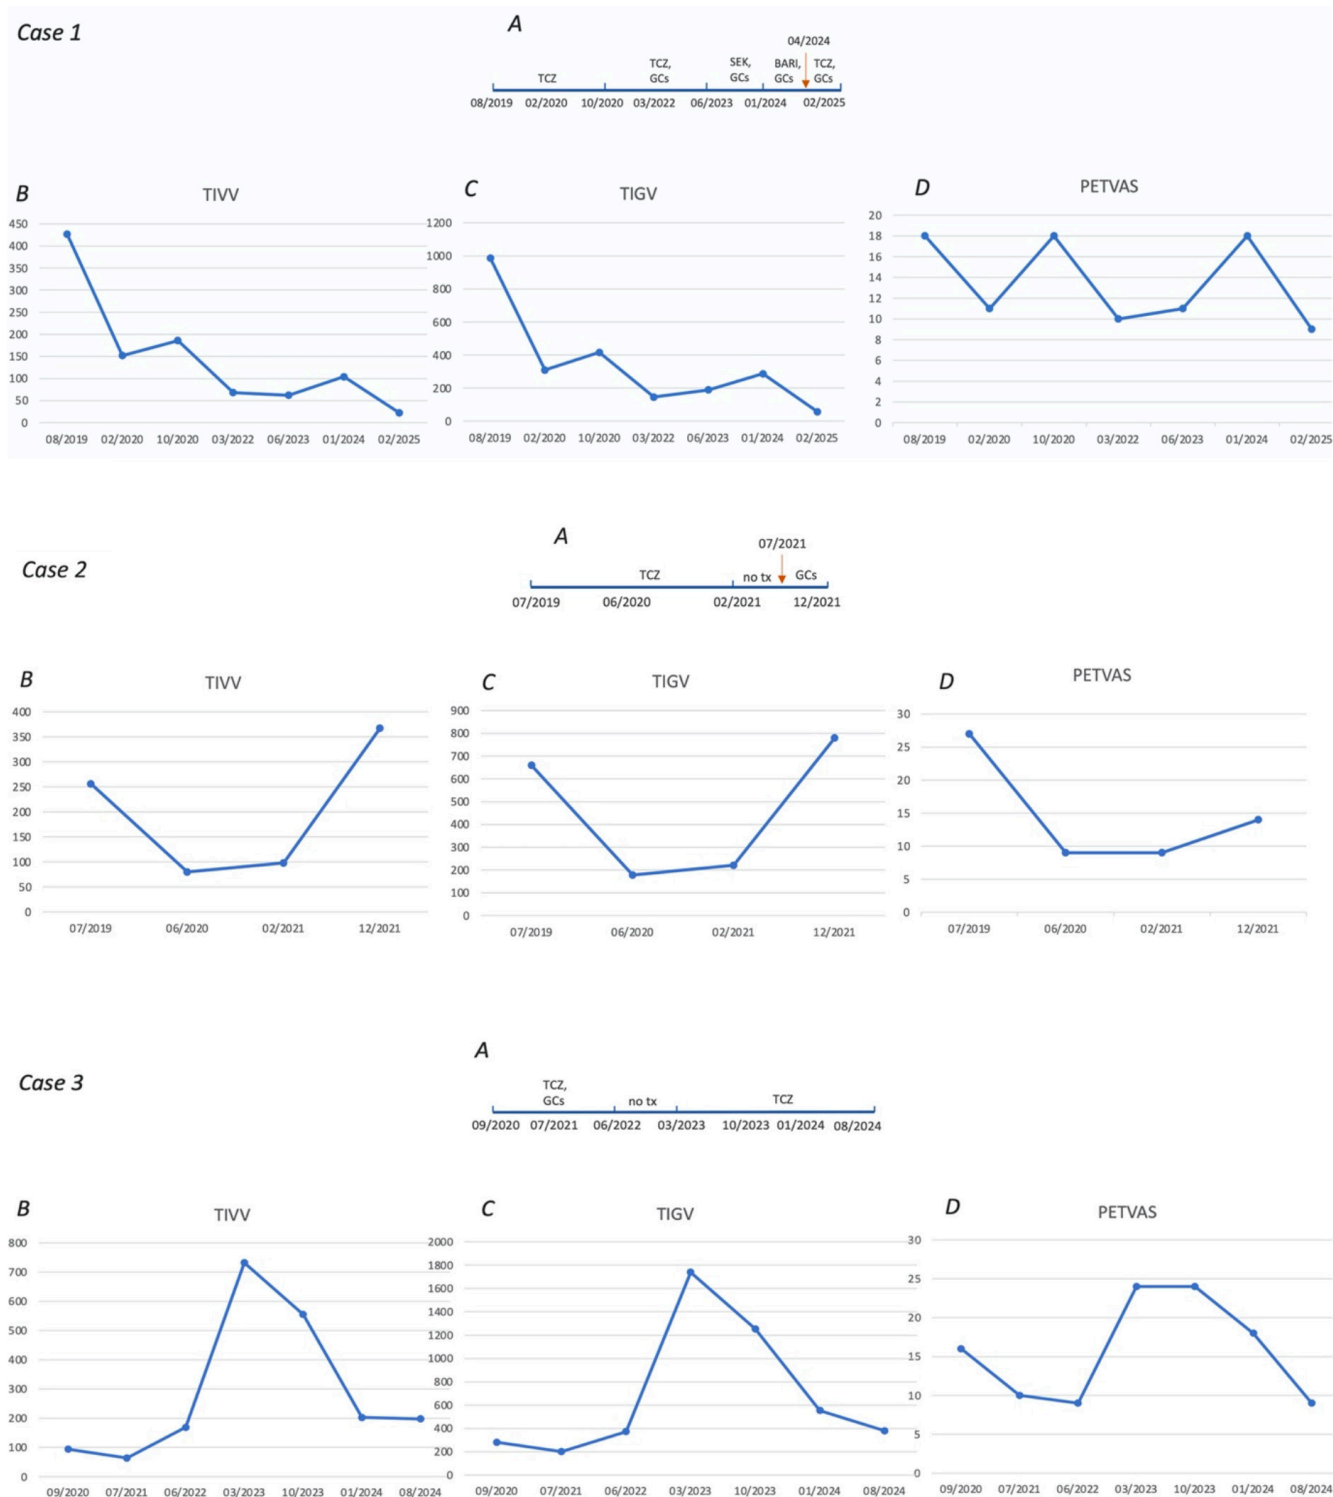 Case 1
A
04/2024
TCZ
TCZ, GCs
SEK, GCs
BARI, GCs
TCZ, GCs
08/2019 02/2020 10/2020 03/2022 06/2023 01/2024 02/2025
B
TIVV
450
400
350
300
250
200
150
100
50
0
08/2019 02/2020 10/2020 03/2022 06/2023 01/2024 02/2025
C
TIGV
1200
1000
800
600
400
200
0
08/2019 02/2020 10/2020 03/2022 06/2023 01/2024 02/2025
D
PETVAS
20
18
16
14
12
10
8
6
4
2
0
08/2019 02/2020 10/2020 03/2022 06/2023 01/2024 02/2025
Case 2
A
07/2021
TCZ no tx GCs
07/2019 06/2020 02/2021 12/2021
B
TIVV
400
350
300
250
200
150
100
50
0
07/2019 06/2020 02/2021 12/2021
C
TIGV
900
800
700
600
500
400
300
200
100
0
07/2019 06/2020 02/2021 12/2021
D
PETVAS
30
25
20
15
10
5
0
07/2019 06/2020 02/2021 12/2021
Case 3
A
TCZ,
GCs no tx TCZ
09/2020 07/2021 06/2022 03/2023 10/2023 01/2024 08/2024
B
TIVV
800
700
600
500
400
300
200
100
0
09/2020 07/2021 06/2022 03/2023 10/2023 01/2024 08/2024
C
TIGV
2000
1800
1600
1400
1200
1000
800
600
400
200
0
09/2020 07/2021 06/2022 03/2023 10/2023 01/2024 08/2024
D
PETVAS
30
25
20
15
10
5
0
09/2020 07/2021 06/2022 03/2023 10/2023 01/2024 08/2024